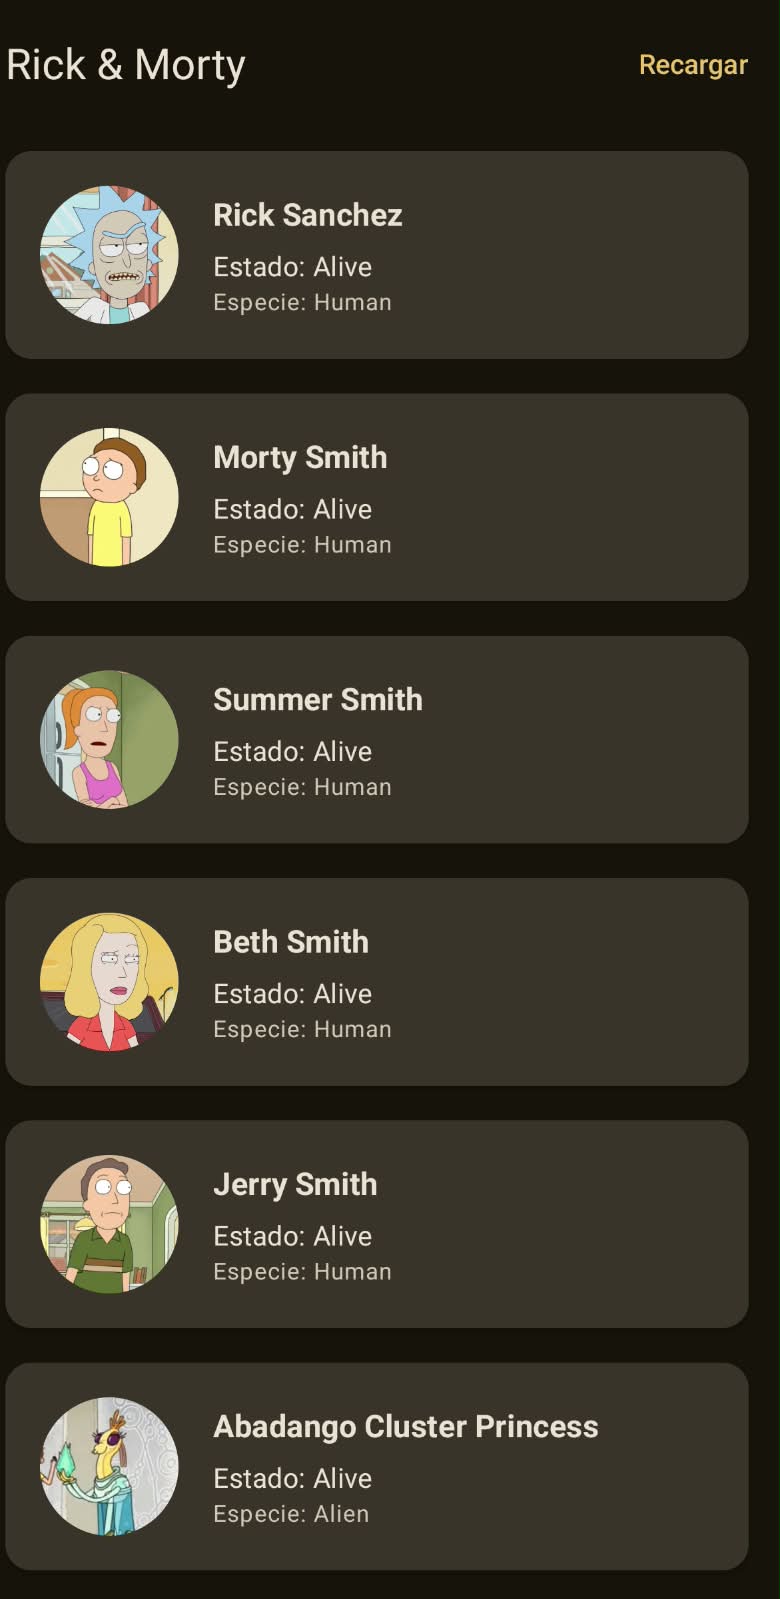 Rick & Morty
Recargar
Rick Sanchez
Estado: Alive
Especie: Human
Morty Smith
Estado: Alive
Especie: Human
Summer Smith
Estado: Alive
Especie: Human
Beth Smith
Estado: Alive
Especie: Human
Jerry Smith
Estado: Alive
Especie: Human
Abadango Cluster Princess
Estado: Alive
Especie: Alien